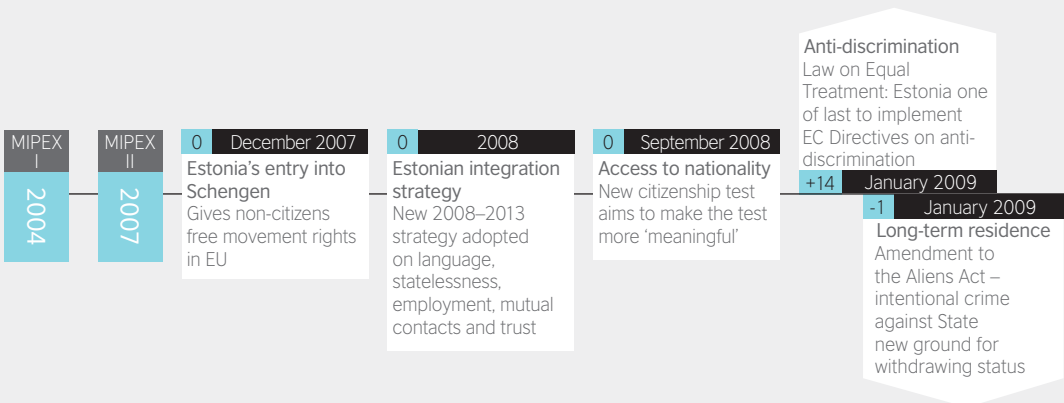 MIPEX
I
2004
MIPEX
II
2007
0 December 2007
Estonia's entry into
Schengen
Gives non-citizens
free movement rights
in EU
0 2008
Estonian integration
strategy
New 2008–2013
strategy adopted
on language,
statelessness,
employment, mutual
contacts and trust
0 September 2008
Access to nationality
New citizenship test
aims to make the test
more ‘meaningful’
Anti-discrimination
Law on Equal
Treatment: Estonia one
of last to implement
EC Directives on anti-
discrimination
+14 January 2009
-1 January 2009
Long-term residence
Amendment to
the Aliens Act –
intentional crime
against State
new ground for
withdrawing status